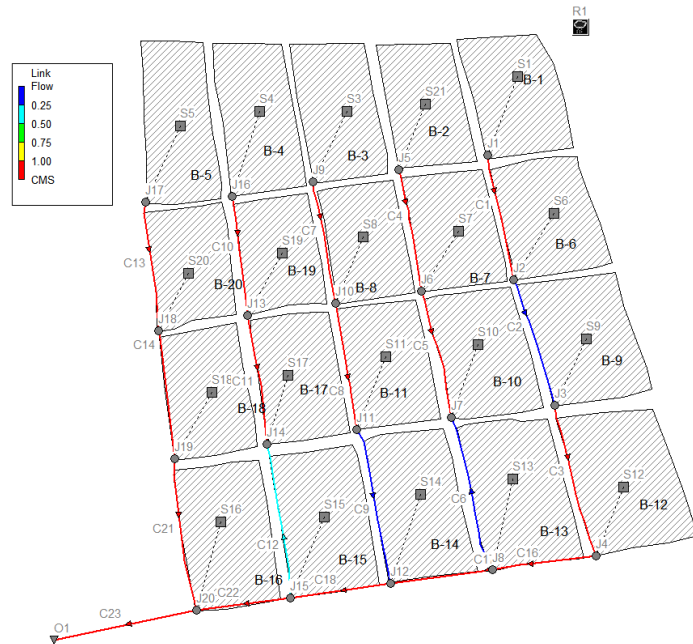 R1
Link
Flow
0.25
0.50
0.75
1.00
CMS
S1
B-1
S21
B-2
S3
B-3
S4
B-4
S5
B-5
J1
J5
J9
J16
J17
S6
B-6
C1
S7
B-7
C4
S8
B-8
C7
S19
B-19
C10
S20
B-20
C13
J2
J6
J10
J13
J18
C14
C2
S9
B-9
C5
S10
B-10
C8
S11
B-11
C11
S17
B-17
S18
B-18
J3
J7
J11
J14
J19
C3
S12
B-12
C6
S13
B-13
C9
S14
B-14
C12
S15
B-15
S16
B-16
C21
J4
C16
J8
J12
C18
J15
C22
J20
C23
O1